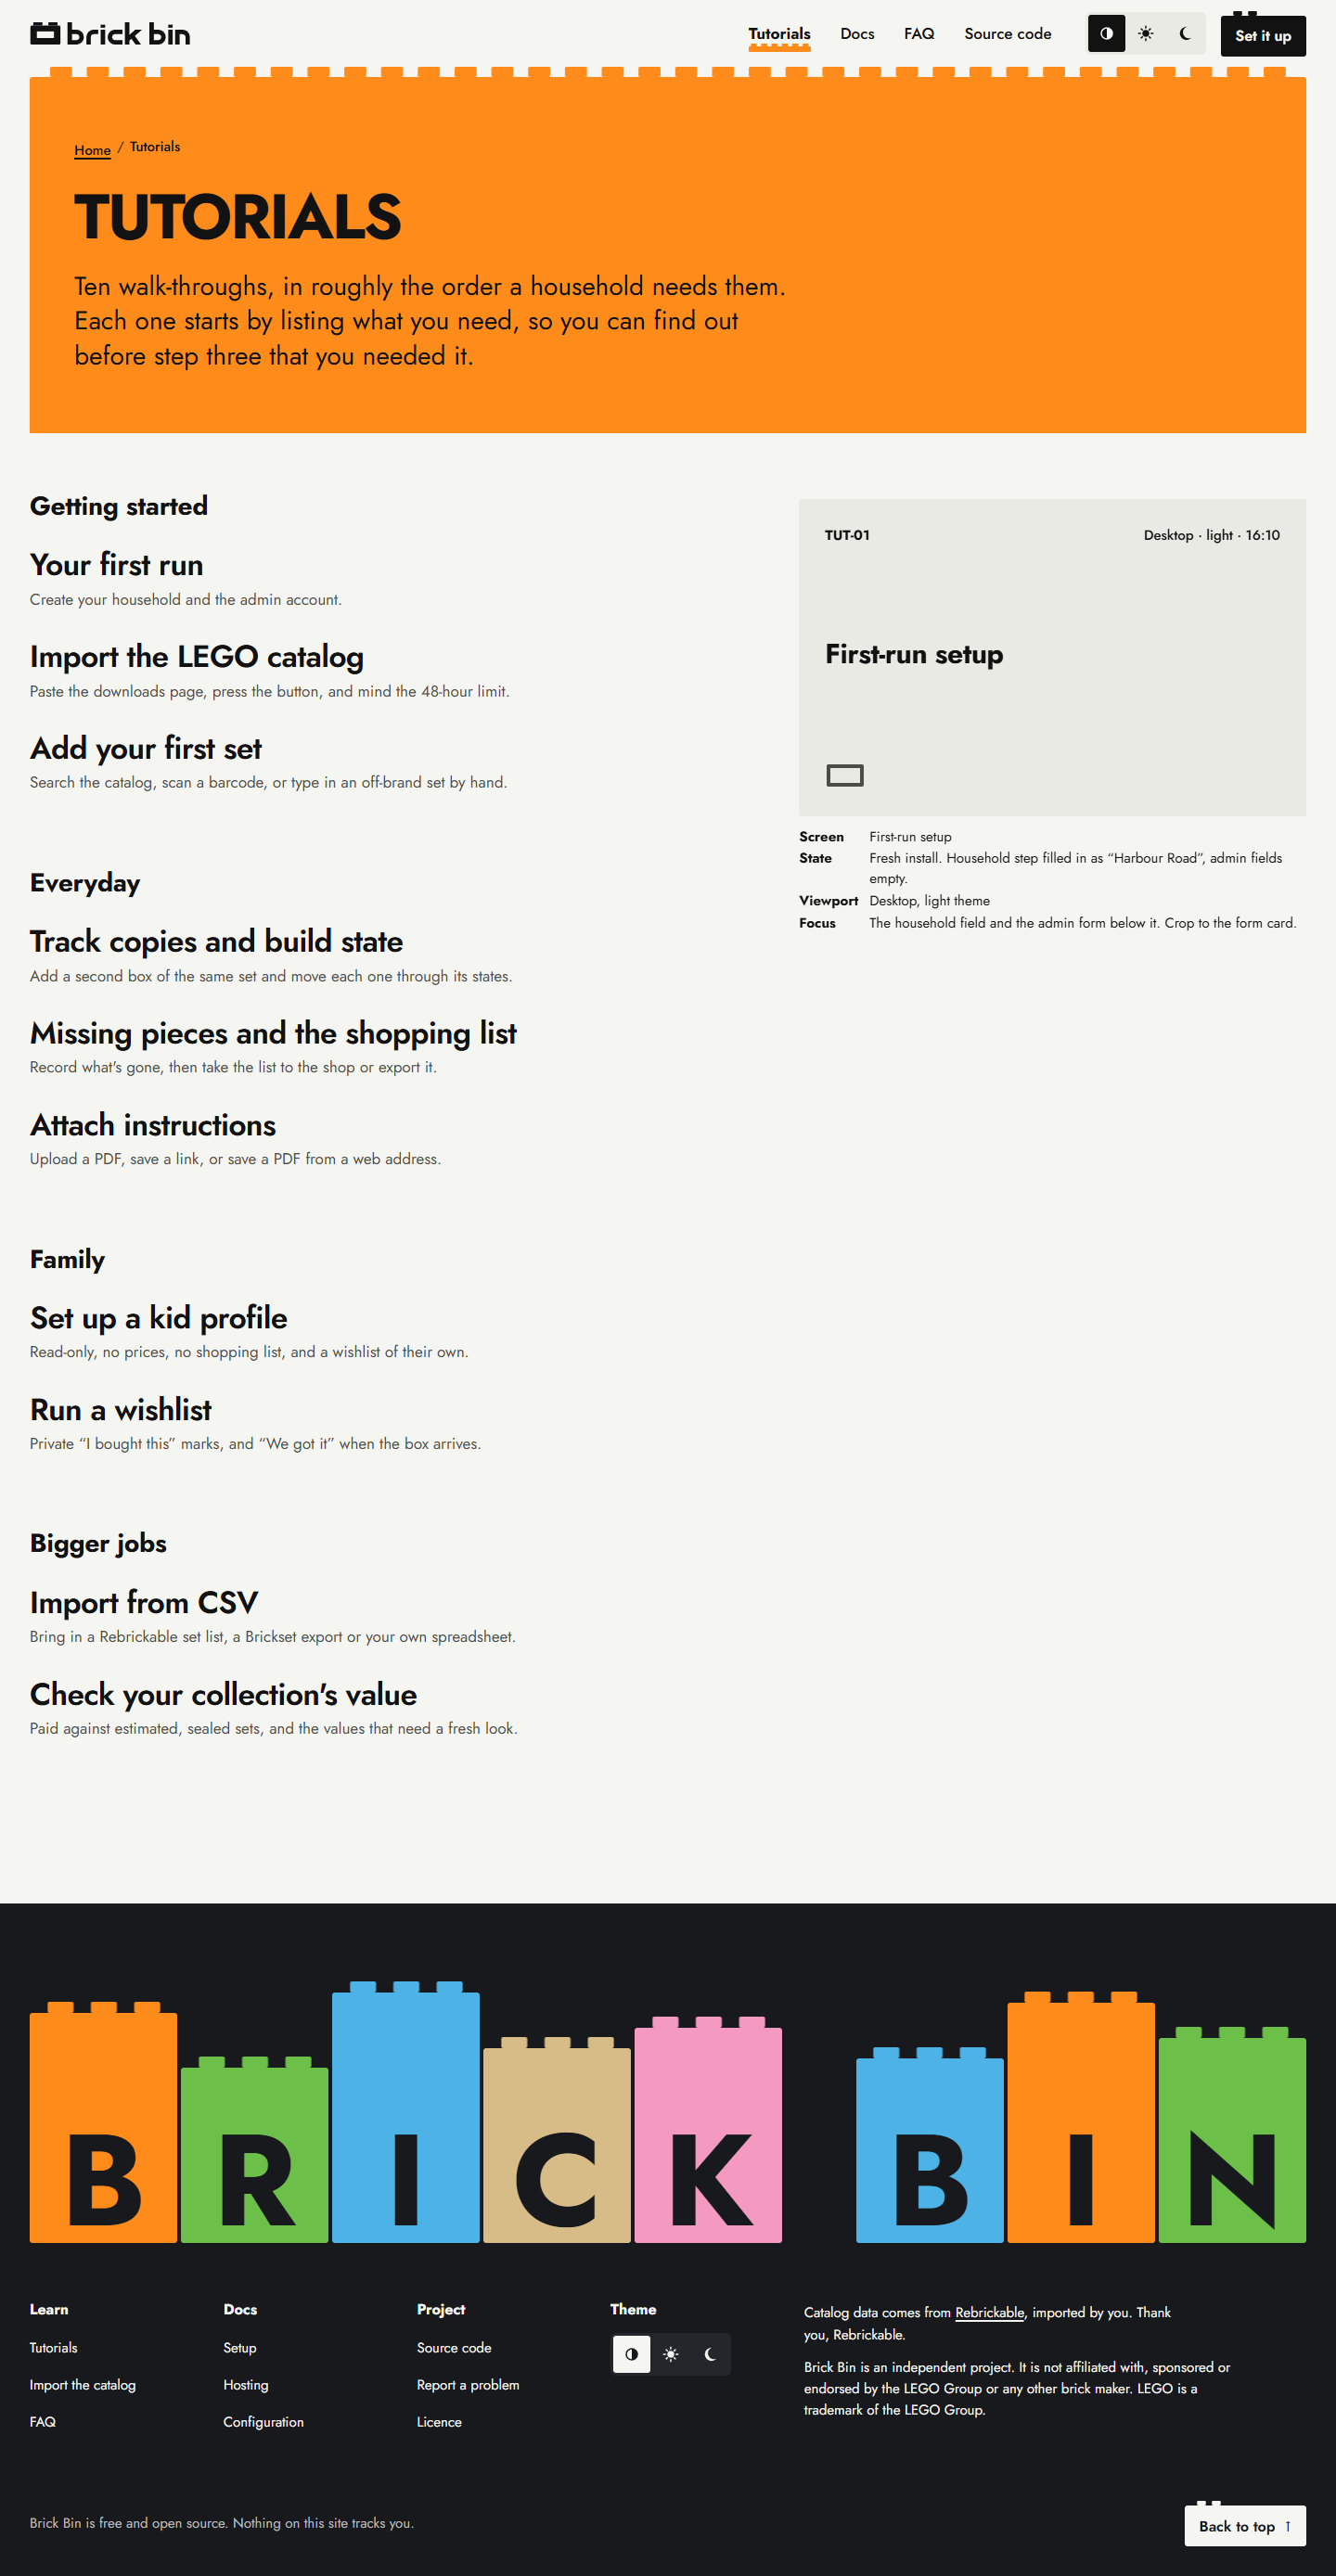 brick bin
Tutorials
Docs
FAQ
Source code
Set it up
Home / Tutorials
TUTORIALS
Ten walk-throughs, in roughly the order a household needs them.
Each one starts by listing what you need, so you can find out
before step three that you needed it.
Getting started
Your first run
Create your household and the admin account.
Import the LEGO catalog
Paste the downloads page, press the button, and mind the 48-hour limit.
Add your first set
Search the catalog, scan a barcode, or type in an off-brand set by hand.
TUT-01
Desktop · light · 16:10
First-run setup
Screen First-run setup
State Fresh install. Household step filled in as “Harbour Road”, admin fields
empty.
Viewport Desktop, light theme
Focus The household field and the admin form below it. Crop to the form card.
Everyday
Track copies and build state
Add a second box of the same set and move each one through its states.
Missing pieces and the shopping list
Record what's gone, then take the list to the shop or export it.
Attach instructions
Upload a PDF, save a link, or save a PDF from a web address.
Family
Set up a kid profile
Read-only, no prices, no shopping list, and a wishlist of their own.
Run a wishlist
Private “I bought this” marks, and “We got it” when the box arrives.
Bigger jobs
Import from CSV
Bring in a Rebrickable set list, a Brickset export or your own spreadsheet.
Check your collection's value
Paid against estimated, sealed sets, and the values that need a fresh look.
BRICK BIN
Learn
Tutorials
Import the catalog
FAQ
Docs
Setup
Hosting
Configuration
Project
Source code
Report a problem
Licence
Theme
Catalog data comes from Rebrickable, imported by you. Thank
you, Rebrickable.
Brick Bin is an independent project. It is not affiliated with, sponsored or
endorsed by the LEGO Group or any other brick maker. LEGO is a
trademark of the LEGO Group.
Brick Bin is free and open source. Nothing on this site tracks you.
Back to top ↑